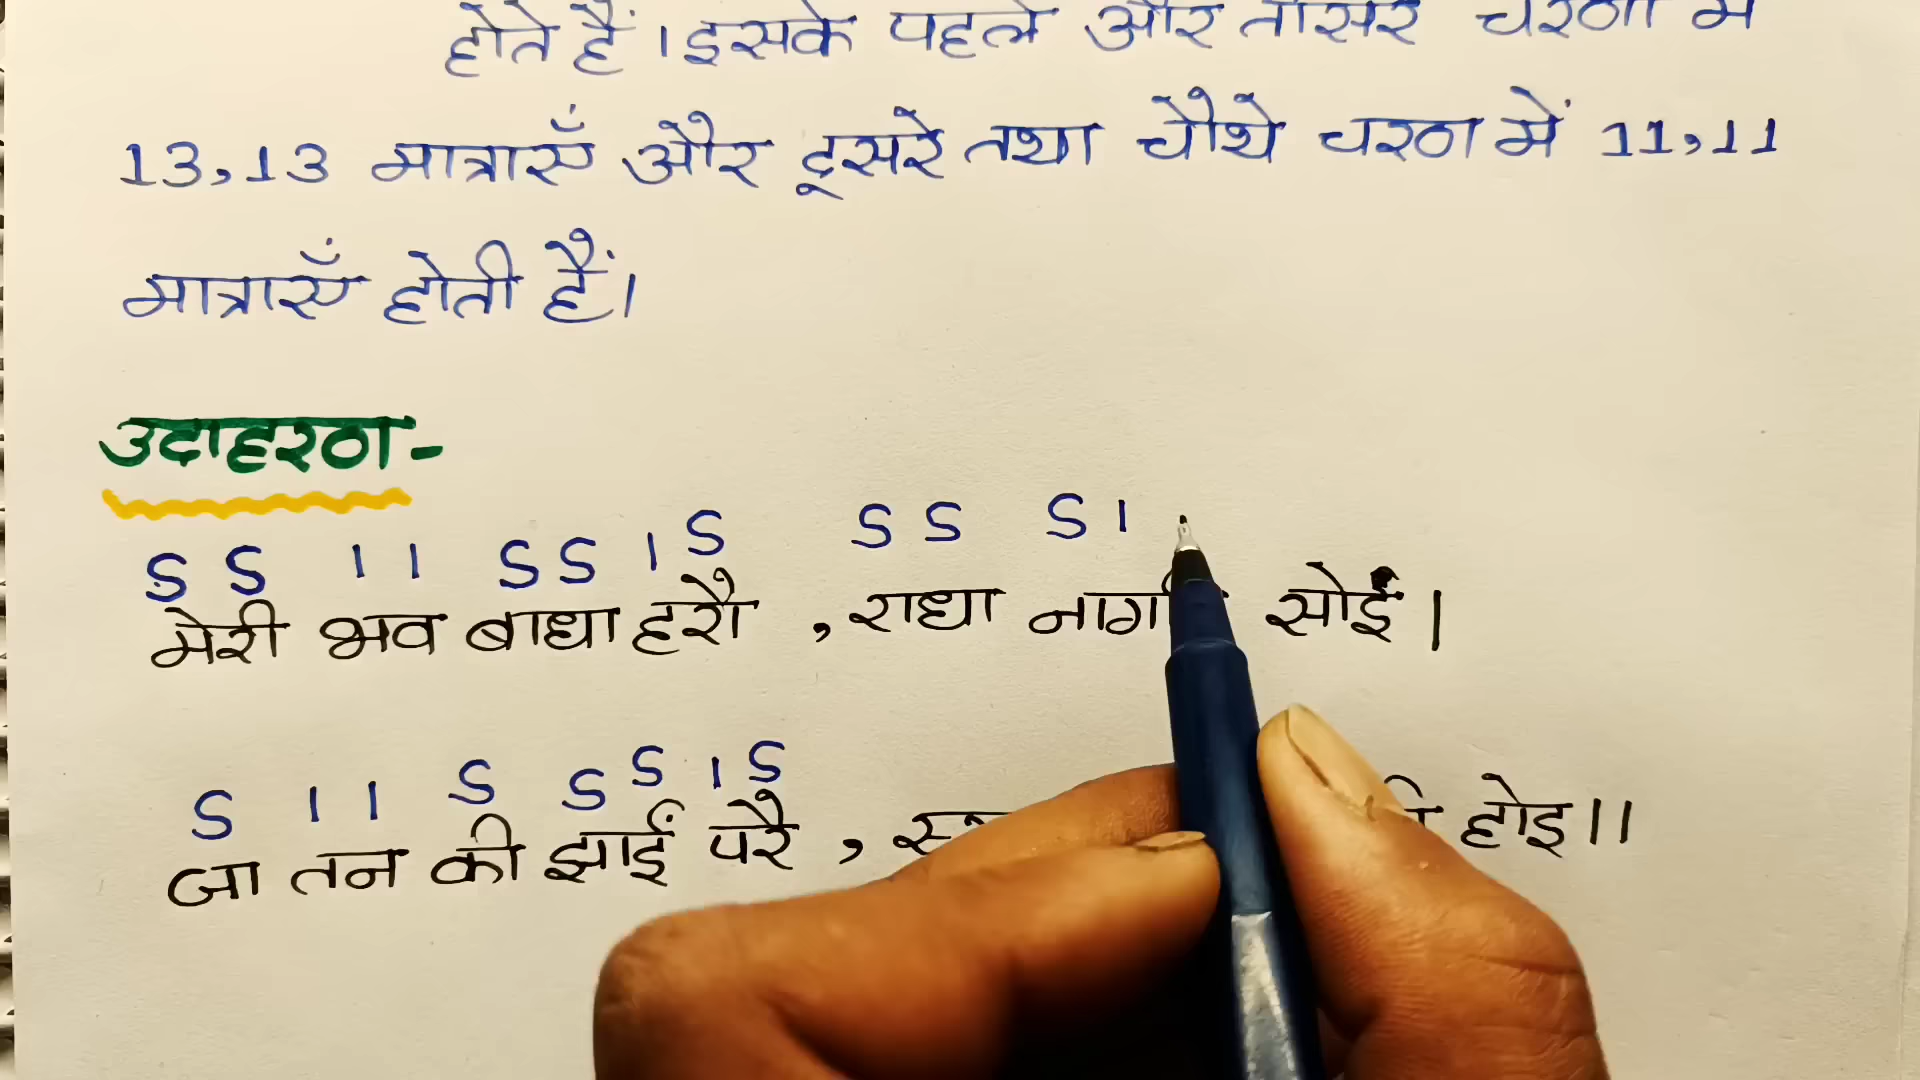 होते हैं। इसके पहले और तीसरे चरणों में
13,13 मात्राएँ और दूसरे तथा चौथे चरण में 11,11
मात्राएँ होती हैं।
उदाहरण-
S S I I S S I S S S S I
मेरी भव बाधा हरौ , राधा सोई।
S I I S S S I S
जा तन की झाईं परै , होइ॥